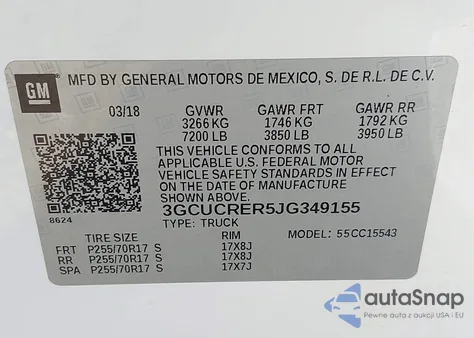 GM
MFD BY GENERAL MOTORS DE MEXICO, S. DE R.L. DE C.V.
03/18 GVWR GAWR FRT GAWR RR
3266 KG 1746 KG 1792 KG
7200 LB 3850 LB 3950 LB
THIS VEHICLE CONFORMS TO ALL
APPLICABLE U.S. FEDERAL MOTOR
VEHICLE SAFETY STANDARDS IN EFFECT
ON THE DATE OF MANUFACTURE
SHOWN ABOVE.
3GCUCRER5JG349155
8624
TYPE: TRUCK
TIRE SIZE RIM MODEL: 55CC15543
FRT P255/70R17 S 17X8J
RR P255/70R17 S 17X8J
SPA P255/70R17 S 17X7J
autoSnap
Pewne auta z aukcji USA i EU